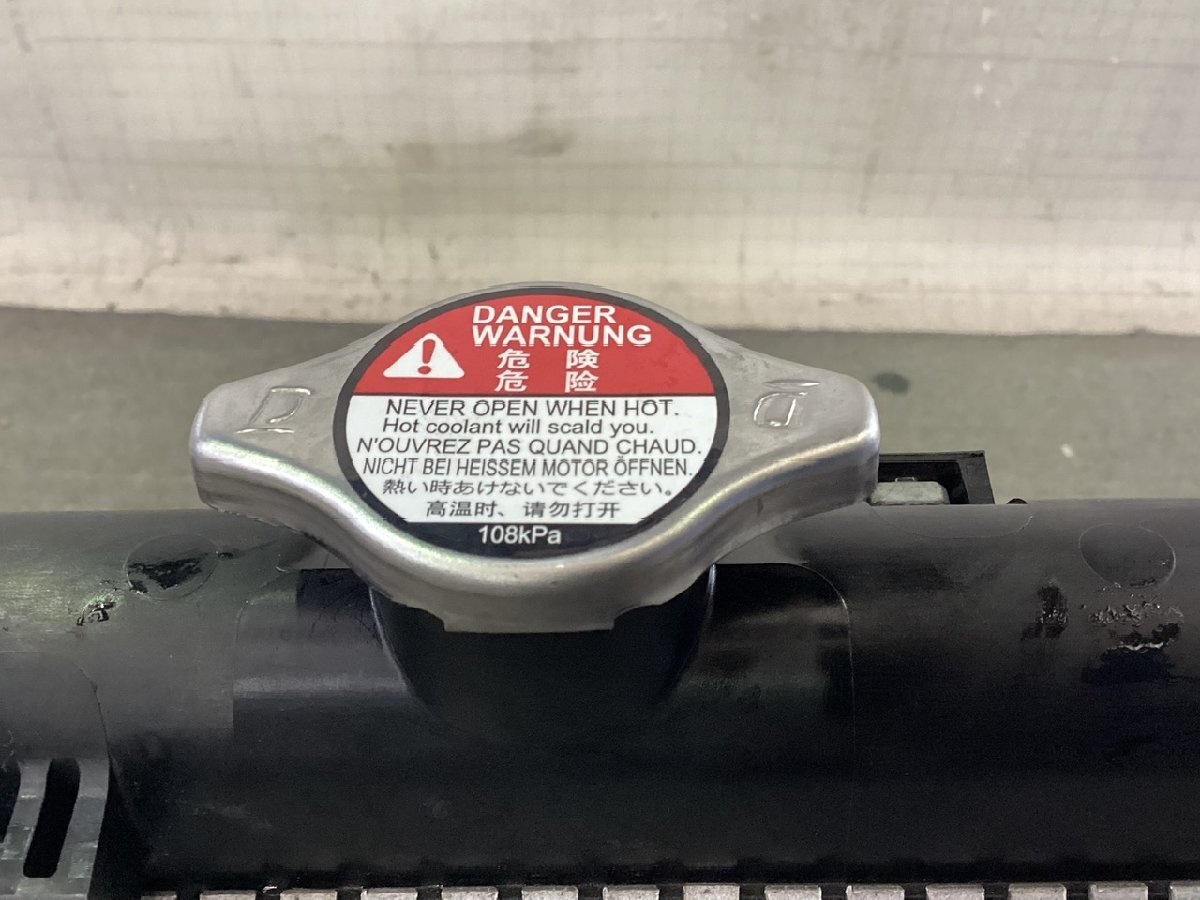 DANGER
WARNUNG
危 険
危 险
NEVER OPEN WHEN HOT.
Hot coolant will scald you.
N'OUVREZ PAS QUAND CHAUD.
NICHT BEI HEISSEM MOTOR ÖFFNEN.
熱い時あけないでください。
高温时、请勿打开
108kPa